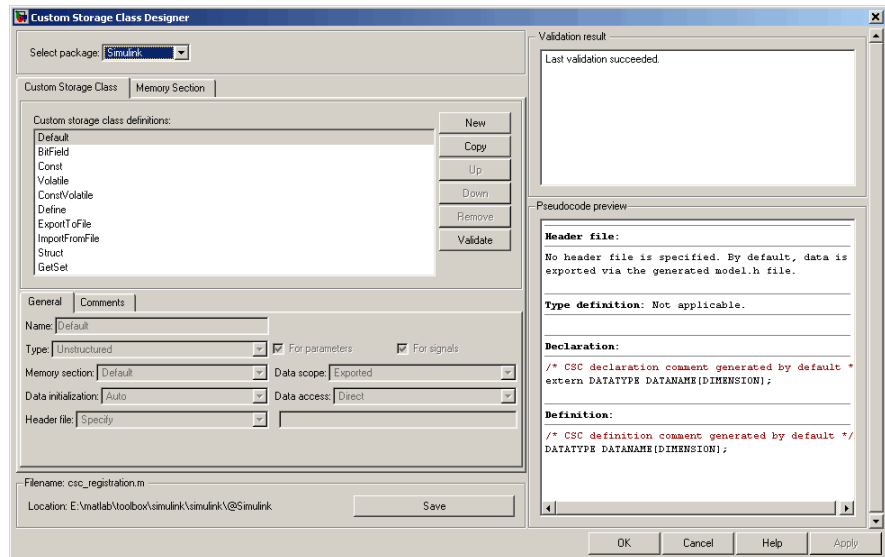 Custom Storage Class Designer
Select package: Simulink
Custom Storage Class
Memory Section
Custom storage class definitions:
Default
BitField
Const
Volatile
ConstVolatile
Define
ExportToFile
ImportFromFile
Struct
GetSet
New
Copy
Up
Down
Remove
Validate
General
Comments
Name: Default
Type: Unstructured
For parameters
For signals
Memory section: Default
Data scope: Exported
Data initialization: Auto
Data access: Direct
Header file: Specify
Filename: csc_registration.m
Location: E:\matlab\toolbox\simulink\simulink\@Simulink
Save
Validation result
Last validation succeeded.
Pseudocode preview
Header file:
No header file is specified. By default, data is
exported via the generated model.h file.
Type definition: Not applicable.
Declaration:
/* CSC declaration comment generated by default *
extern DATATYPE DATANAME[DIMENSION];
Definition:
/* CSC definition comment generated by default */
DATATYPE DATANAME[DIMENSION];
OK
Cancel
Help
Apply